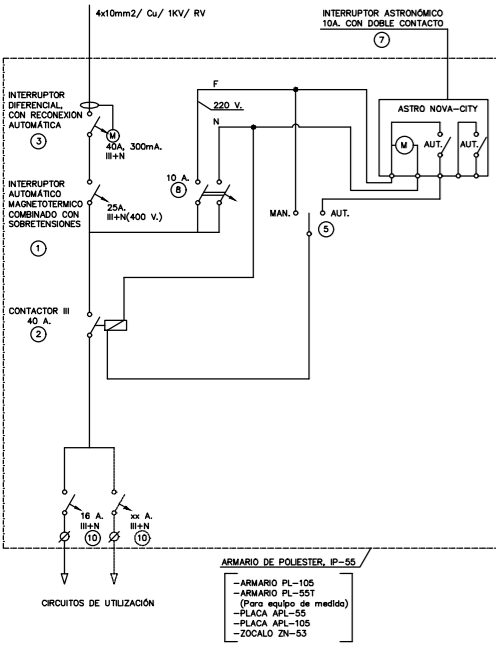 4x10mm2/ Cu/ 1KV/ RV
INTERRUPTOR ASTRONÓMICO
10A. CON DOBLE CONTACTO
7
INTERRUPTOR
DIFERENCIAL,
CON RECONEXION
AUTOMÁTICA
3
M
40A, 300mA.
III+N
F
220 V.
N
ASTRO NOVA-CITY
M
AUT.
AUT.
INTERRUPTOR
AUTOMÁTICO
MAGNETOTERMICO
COMBINADO CON
SOBRETENSIONES
1
25A.
III+N(400 V.)
10 A.
8
MAN.
AUT.
5
CONTACTOR III
40 A.
2
16 A.
III+N
10
xx A.
III+N
10
CIRCUITOS DE UTILIZACIÓN
ARMARIO DE POLIESTER, IP-55
-ARMARIO PL-105
-ARMARIO PL-55T
(Para equipo de medida)
-PLACA APL-55
-PLACA APL-105
-ZOCALO ZN-53